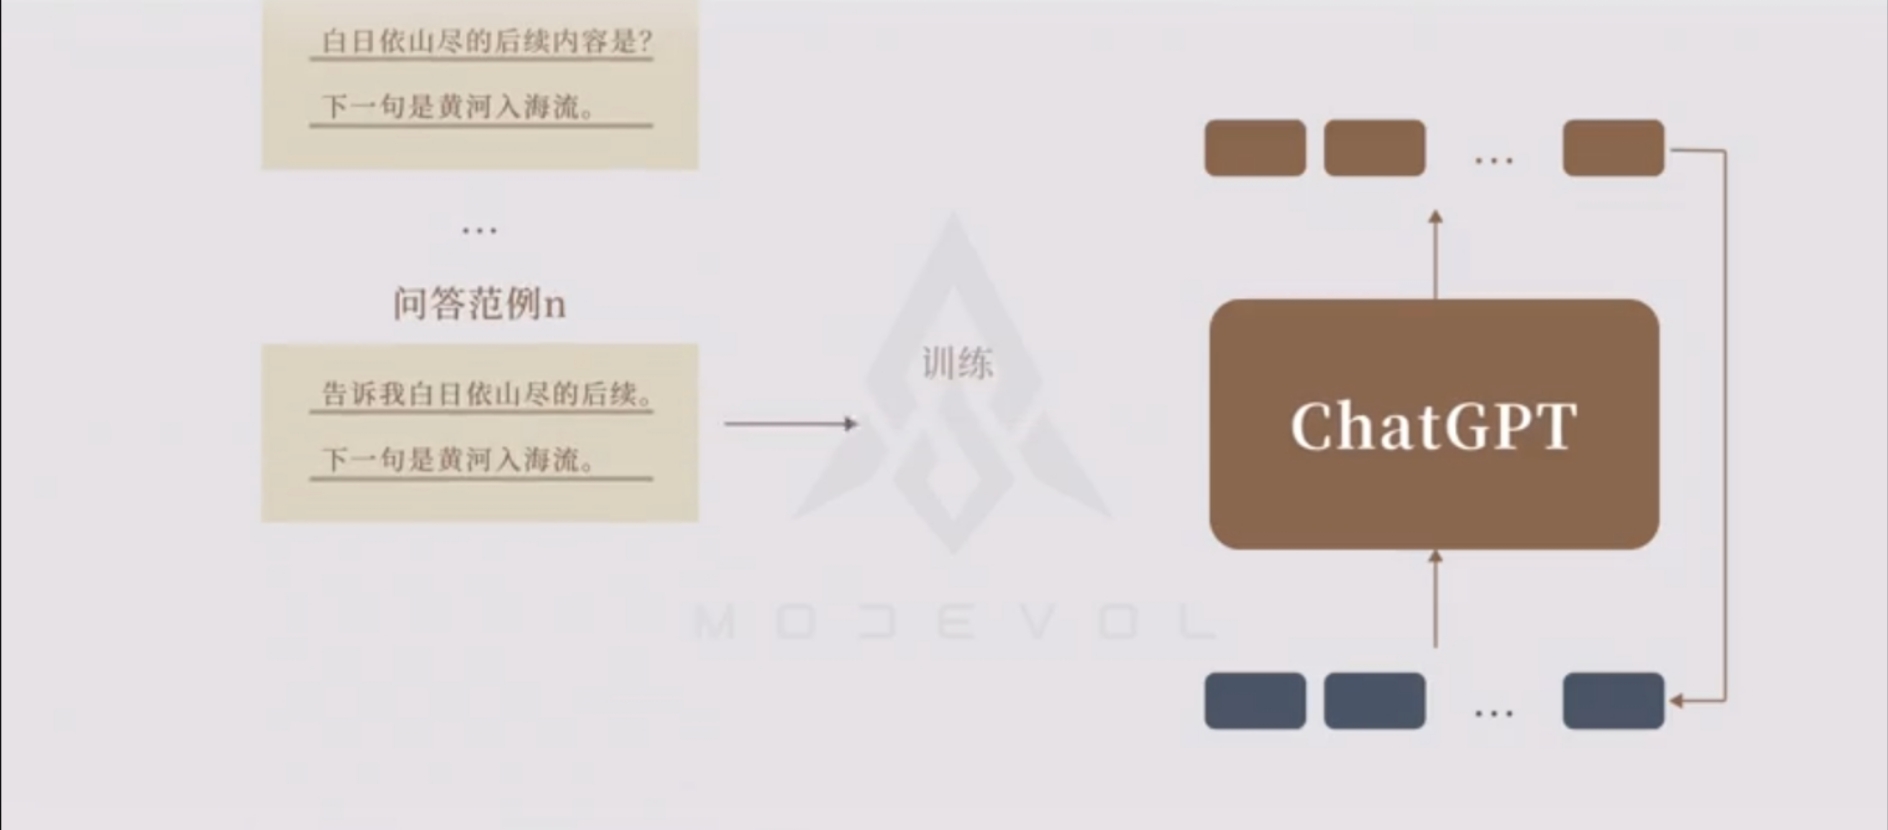 白日依山尽的后续内容是?
下一句是黄河入海流。
...
问答范例n
告诉我白日依山尽的后续。
下一句是黄河入海流。
训练
...
ChatGPT
...
MODEVOL